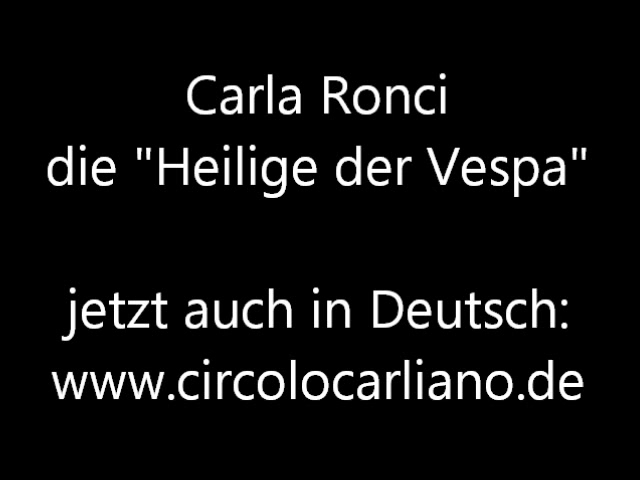 Carla Ronci
die "Heilige der Vespa"
jetzt auch in Deutsch:
www.circolocarliano.de